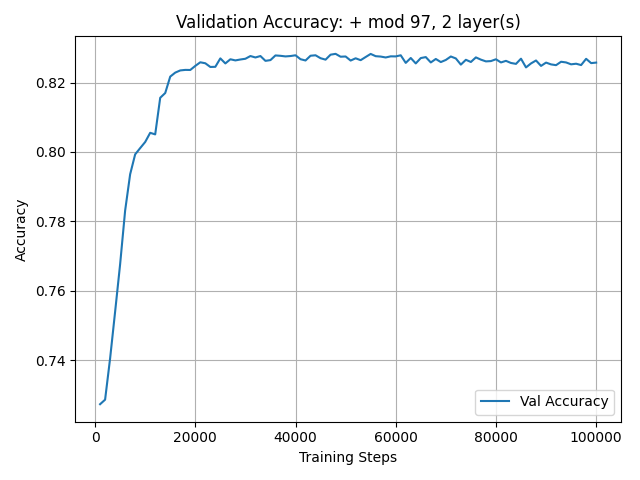 Validation Accuracy: + mod 97, 2 layer(s)
Accuracy
0.82
0.80
0.78
0.76
0.74
0
20000
40000
60000
80000
100000
Training Steps
Val Accuracy